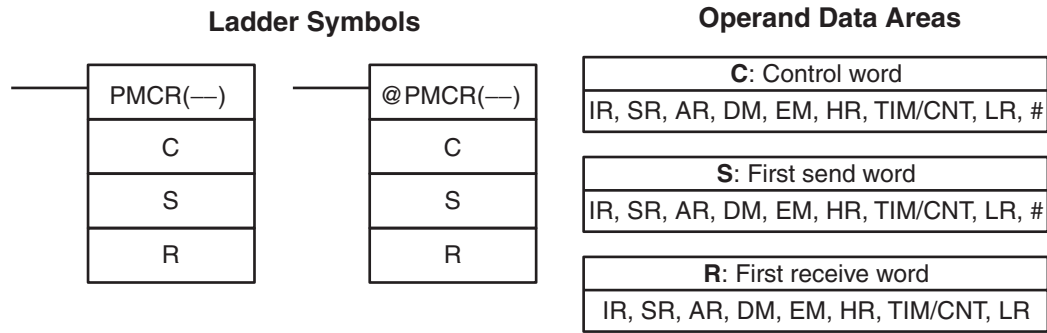 Ladder Symbols
PMCR(––)
C
S
R
@PMCR(––)
C
S
R
Operand Data Areas
C: Control word
IR, SR, AR, DM, EM, HR, TIM/CNT, LR, #
S: First send word
IR, SR, AR, DM, EM, HR, TIM/CNT, LR, #
R: First receive word
IR, SR, AR, DM, EM, HR, TIM/CNT, LR